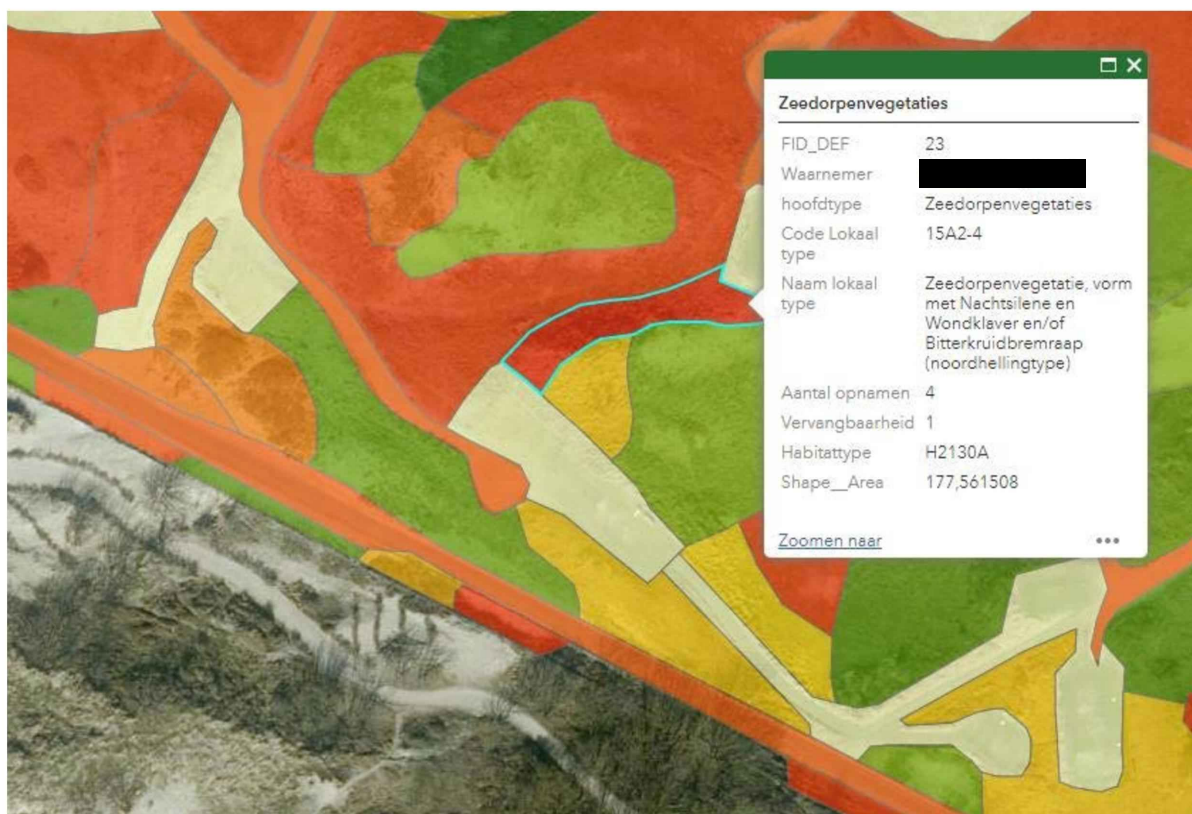 Zeedorpenvegetaties
FID_DEF 23
Waarnemer
hoofdtype Zeedorpenvegetaties
Code Lokaal type 15A2-4
Naam lokaal type Zeedorpenvegetatie, vorm
met Nachtsilene en
Wondklaver en/of
Bitterkruidbremraap
(noordhellingtype)
Aantal opnamen 4
Vervangbaarheid 1
Habitattype H2130A
Shape__Area 177,561508
Zoomen naar